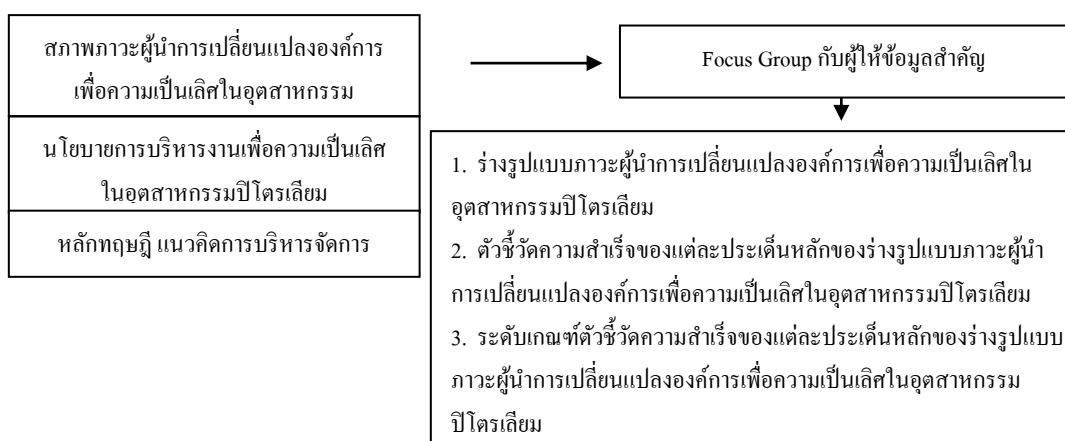 สภาพภาวะผู้นำการเปลี่ยนแปลงองค์การ
เพื่อความเป็นเลิศในอุตสาหกรรม
นโยบายการบริหารงานเพื่อความเป็นเลิศ
ในอุตสาหกรรมปิโตรเลียม
หลักทฤษฎี แนวคิดการบริหารจัดการ
Focus Group กับผู้ให้ข้อมูลสำคัญ
1. ร่างรูปแบบภาวะผู้นำการเปลี่ยนแปลงองค์การเพื่อความเป็นเลิศใน
อุตสาหกรรมปิโตรเลียม
2. ตัวชี้วัดความสำเร็จของแต่ละประเด็นหลักของร่างรูปแบบภาวะผู้นำ
การเปลี่ยนแปลงองค์การเพื่อความเป็นเลิศในอุตสาหกรรมปิโตรเลียม
3. ระดับเกณฑ์ตัวชี้วัดความสำเร็จของแต่ละประเด็นหลักของร่างรูปแบบ
ภาวะผู้นำการเปลี่ยนแปลงองค์การเพื่อความเป็นเลิศในอุตสาหกรรม
ปิโตรเลียม